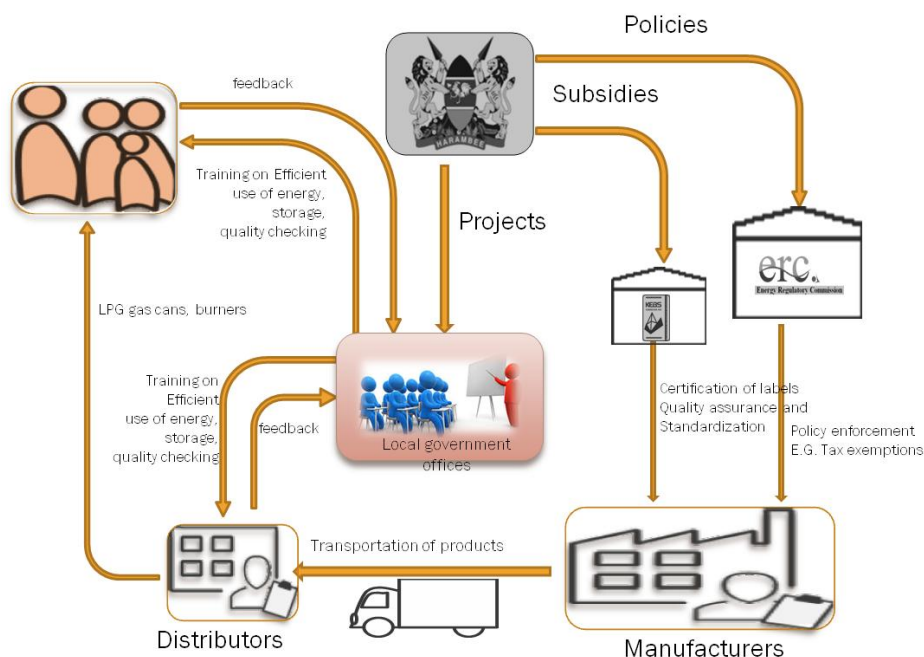 Policies
feedback
Subsidies
HARAMBEE
Training on Efficient
use of energy,
storage,
quality checking
Projects
erc.
Energy Regulatory Commission
KEBS
LPG gas cans, burners
Training on
Efficient
use of energy,
storage,
quality checking
feedback
Local government
offices
Certification of labels
Quality assurance and
Standardization
Policy enforcement
E.G. Tax exemptions
Transportation of products
Distributors
Manufacturers